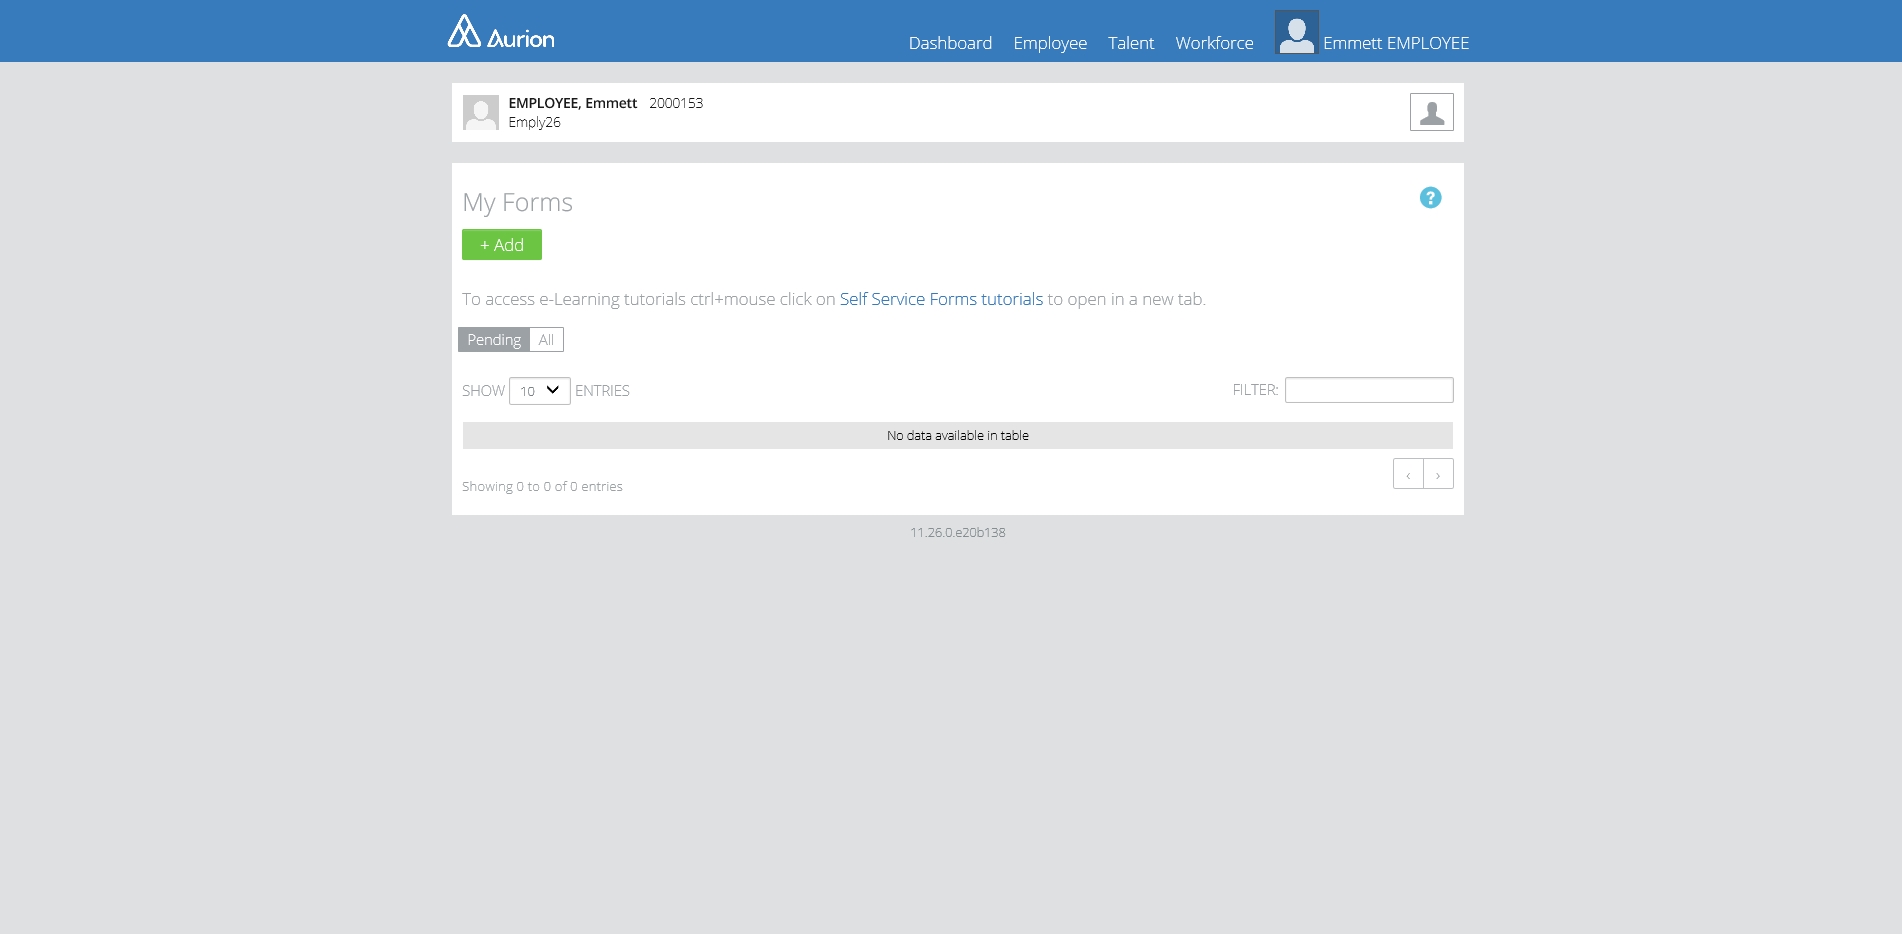 Aurion
Dashboard Employee Talent Workforce Emmett EMPLOYEE
EMPLOYEE, Emmett 2000153
Emply26
My Forms
?
+ Add
To access e-Learning tutorials ctrl+mouse click on Self Service Forms tutorials to open in a new tab.
Pending All
SHOW 10 ENTRIES FILTER:
No data available in table
‹ ›
Showing 0 to 0 of 0 entries
11.26.0.e20b138